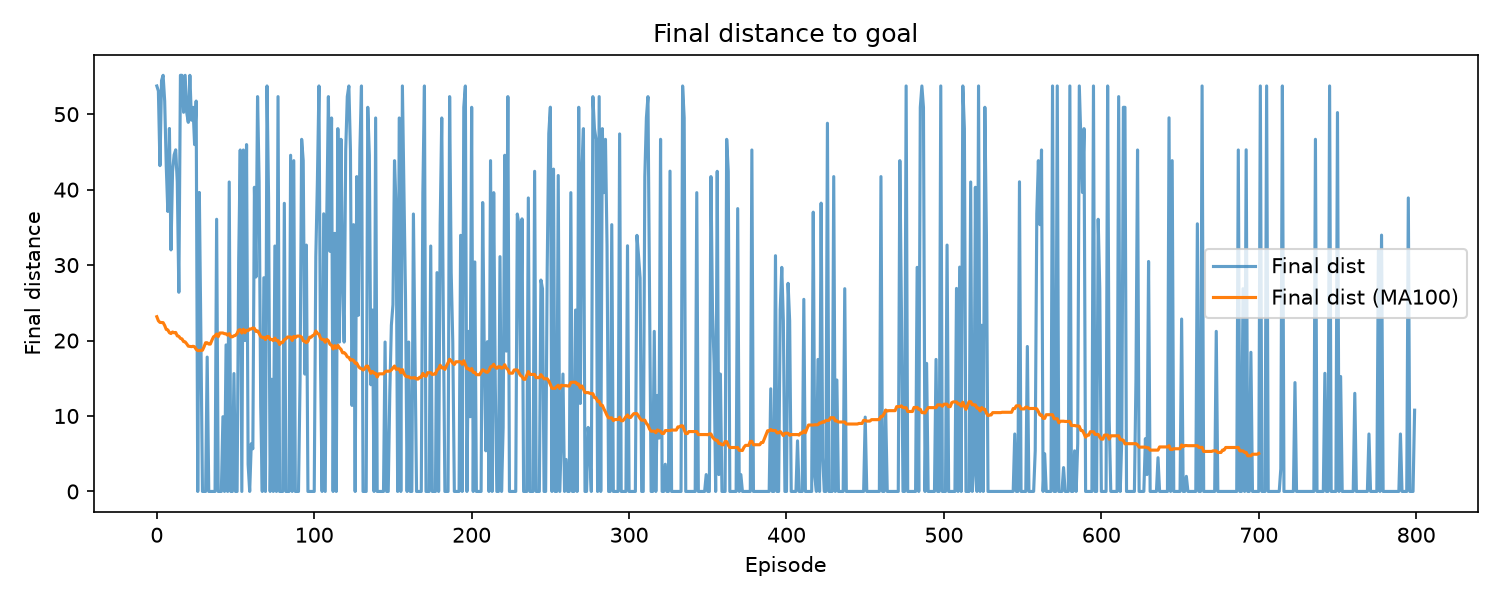 Final distance to goal
Final distance
50
40
30
20
10
0
Final dist
Final dist (MA100)
0 100 200 300 400 500 600 700 800
Episode